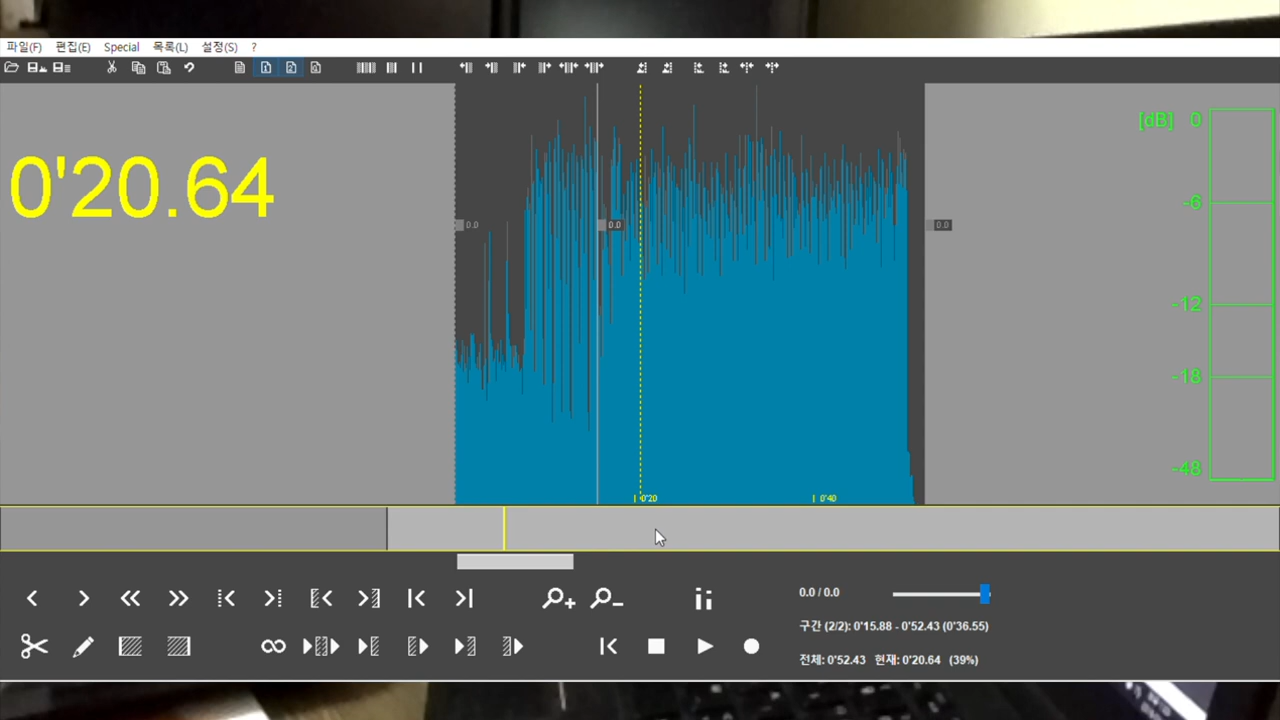 파일(F) 편집(E) Special 목록(L) 설정(S) ?
0'20.64
[dB] 0
-6
0.0 0.0 0.0
-12
-18
-48
0'20 0'40
0.0 / 0.0
구간 (2/2): 0'15.88 - 0'52.43 (0'36.55)
전체: 0'52.43 현재: 0'20.64 (39%)